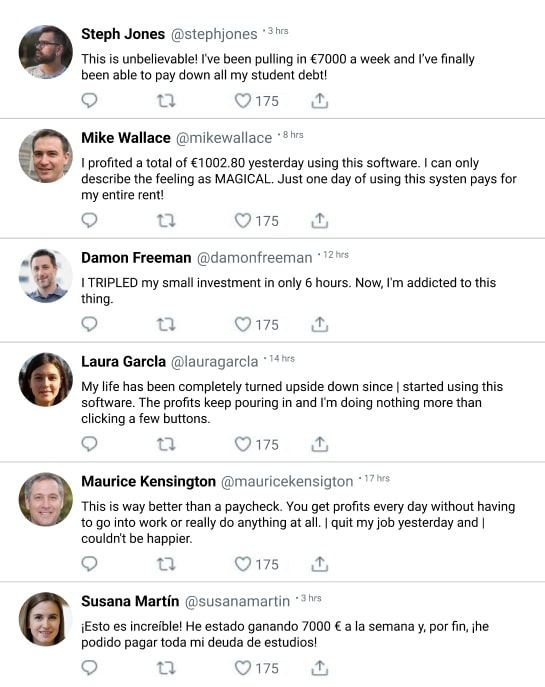 Steph Jones @stephjones · 3 hrs
This is unbelievable! I've been pulling in €7000 a week and I've finally
been able to pay down all my student debt!
175
Mike Wallace @mikewallace · 8 hrs
I profited a total of €1002.80 yesterday using this software. I can only
describe the feeling as MAGICAL. Just one day of using this systen pays for
my entire rent!
175
Damon Freeman @damonfreeman · 12 hrs
I TRIPLED my small investment in only 6 hours. Now, I'm addicted to this
thing.
175
Laura Garcla @lauragarcla · 14 hrs
My life has been completely turned upside down since | started using this
software. The profits keep pouring in and I'm doing nothing more than
clicking a few buttons.
175
Maurice Kensington @mauricekensigton · 17 hrs
This is way better than a paycheck. You get profits every day without having
to go into work or really do anything at all. | quit my job yesterday and |
couldn't be happier.
175
Susana Martín @susanamartin · 3 hrs
¡Esto es increíble! He estado ganando 7000 € a la semana y, por fin, ¡he
podido pagar toda mi deuda de estudios!
175